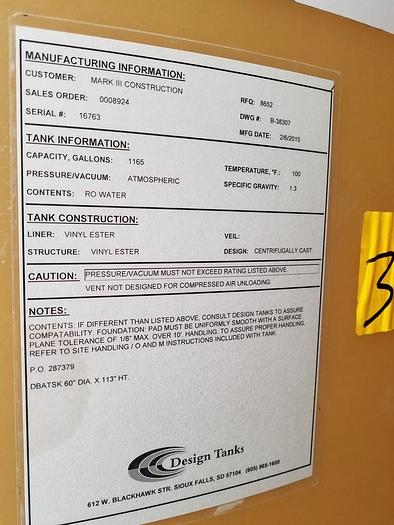 MANUFACTURING INFORMATION:
CUSTOMER: MARK III CONSTRUCTION
SALES ORDER: 0008924 RFQ: 8652
SERIAL #: 16763 DWG #: B-38307
MFG DATE: 2/6/2015
TANK INFORMATION:
CAPACITY, GALLONS: 1165 TEMPERATURE, °F.: 100
PRESSURE/VACUUM: ATMOSPHERIC SPECIFIC GRAVITY: 1.3
CONTENTS: RO WATER
TANK CONSTRUCTION:
LINER: VINYL ESTER VEIL:
STRUCTURE: VINYL ESTER DESIGN: CENTRIFUGALLY CAST
CAUTION: PRESSURE/VACUUM MUST NOT EXCEED RATING LISTED ABOVE.
VENT NOT DESIGNED FOR COMPRESSED AIR UNLOADING
NOTES:
CONTENTS: IF DIFFERENT THAN LISTED ABOVE, CONSULT DESIGN TANKS TO ASSURE
COMPATABILITY. FOUNDATION: PAD MUST BE UNIFORMLY SMOOTH WITH A SURFACE
PLANE TOLERANCE OF 1/8" MAX. OVER 10'. HANDLING: TO ASSURE PROPER HANDLING,
REFER TO SITE HANDLING / O AND M INSTRUCTIONS INCLUDED WITH TANK.
P.O. 287379
DBATSK 60" DIA. X 113" HT.
Design Tanks
612 W. BLACKHAWK STR. SIOUX FALLS, SD 57104 (605) 965-1600
3